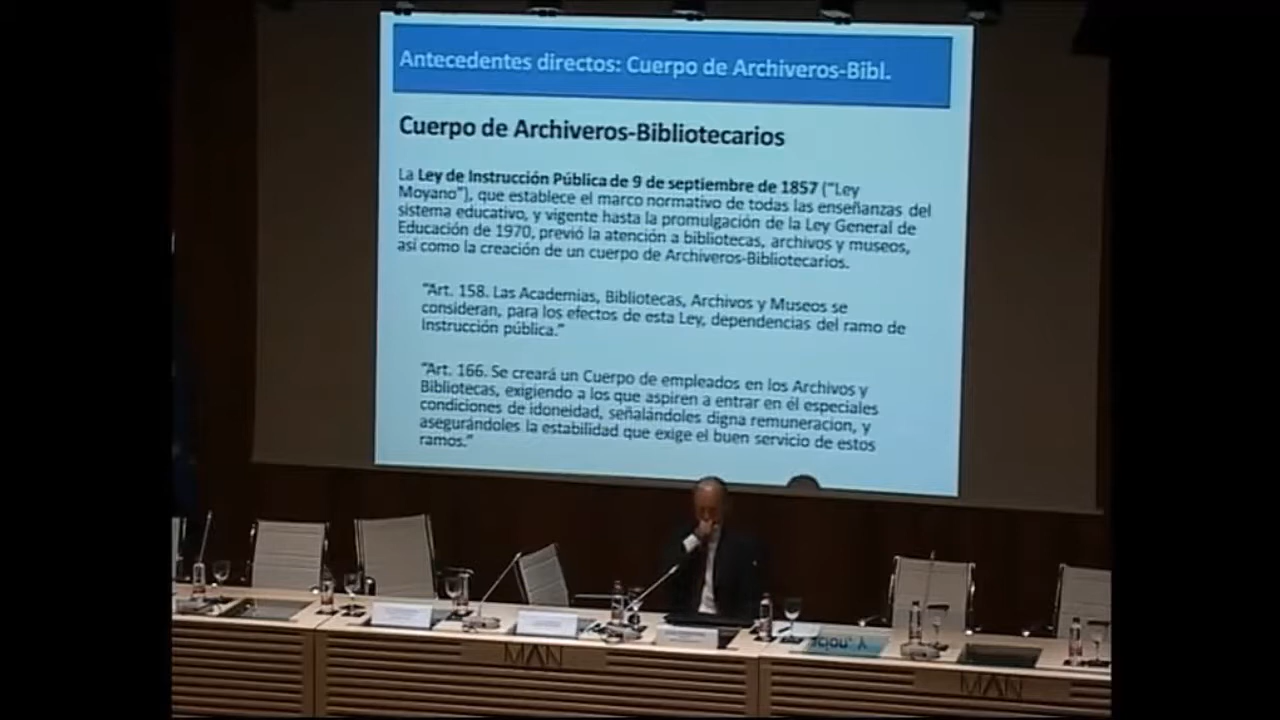 Antecedentes directos: Cuerpo de Archiveros-Bibl.
Cuerpo de Archiveros-Bibliotecarios
La Ley de Instrucción Pública de 9 de septiembre de 1857 ("Ley
Moyano"), que establece el marco normativo de todas las enseñanzas del
sistema educativo, y vigente hasta la promulgación de la Ley General de
Educación de 1970, previó la atención a bibliotecas, archivos y museos,
así como la creación de un cuerpo de Archiveros-Bibliotecarios.
"Art. 158. Las Academias, Bibliotecas, Archivos y Museos se
consideran, para los efectos de esta Ley, dependencias del ramo de
Instrucción pública."
"Art. 166. Se creará un Cuerpo de empleados en los Archivos y
Bibliotecas, exigiendo a los que aspiren a entrar en él especiales
condiciones de idoneidad, señalándoles digna remuneracion, y
asegurándoles la estabilidad que exige el buen servicio de estos
ramos."
MAN
MAN